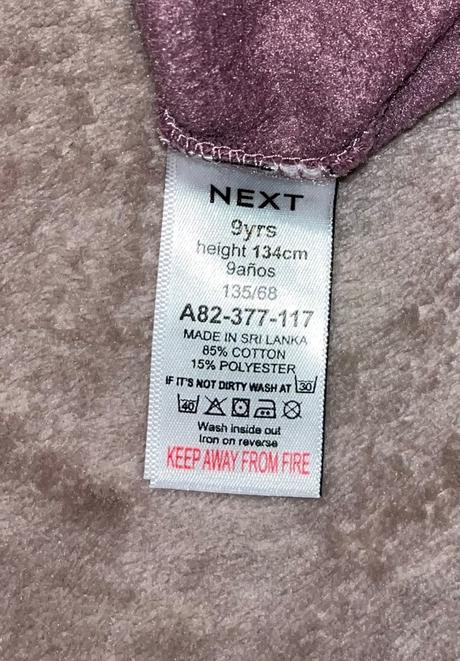 NEXT
9yrs
height 134cm
9años
135/68
A82-377-117
MADE IN SRI LANKA
85% COTTON
15% POLYESTER
IF IT'S NOT DIRTY WASH AT 30
40
Wash inside out
Iron on reverse
KEEP AWAY FROM FIRE